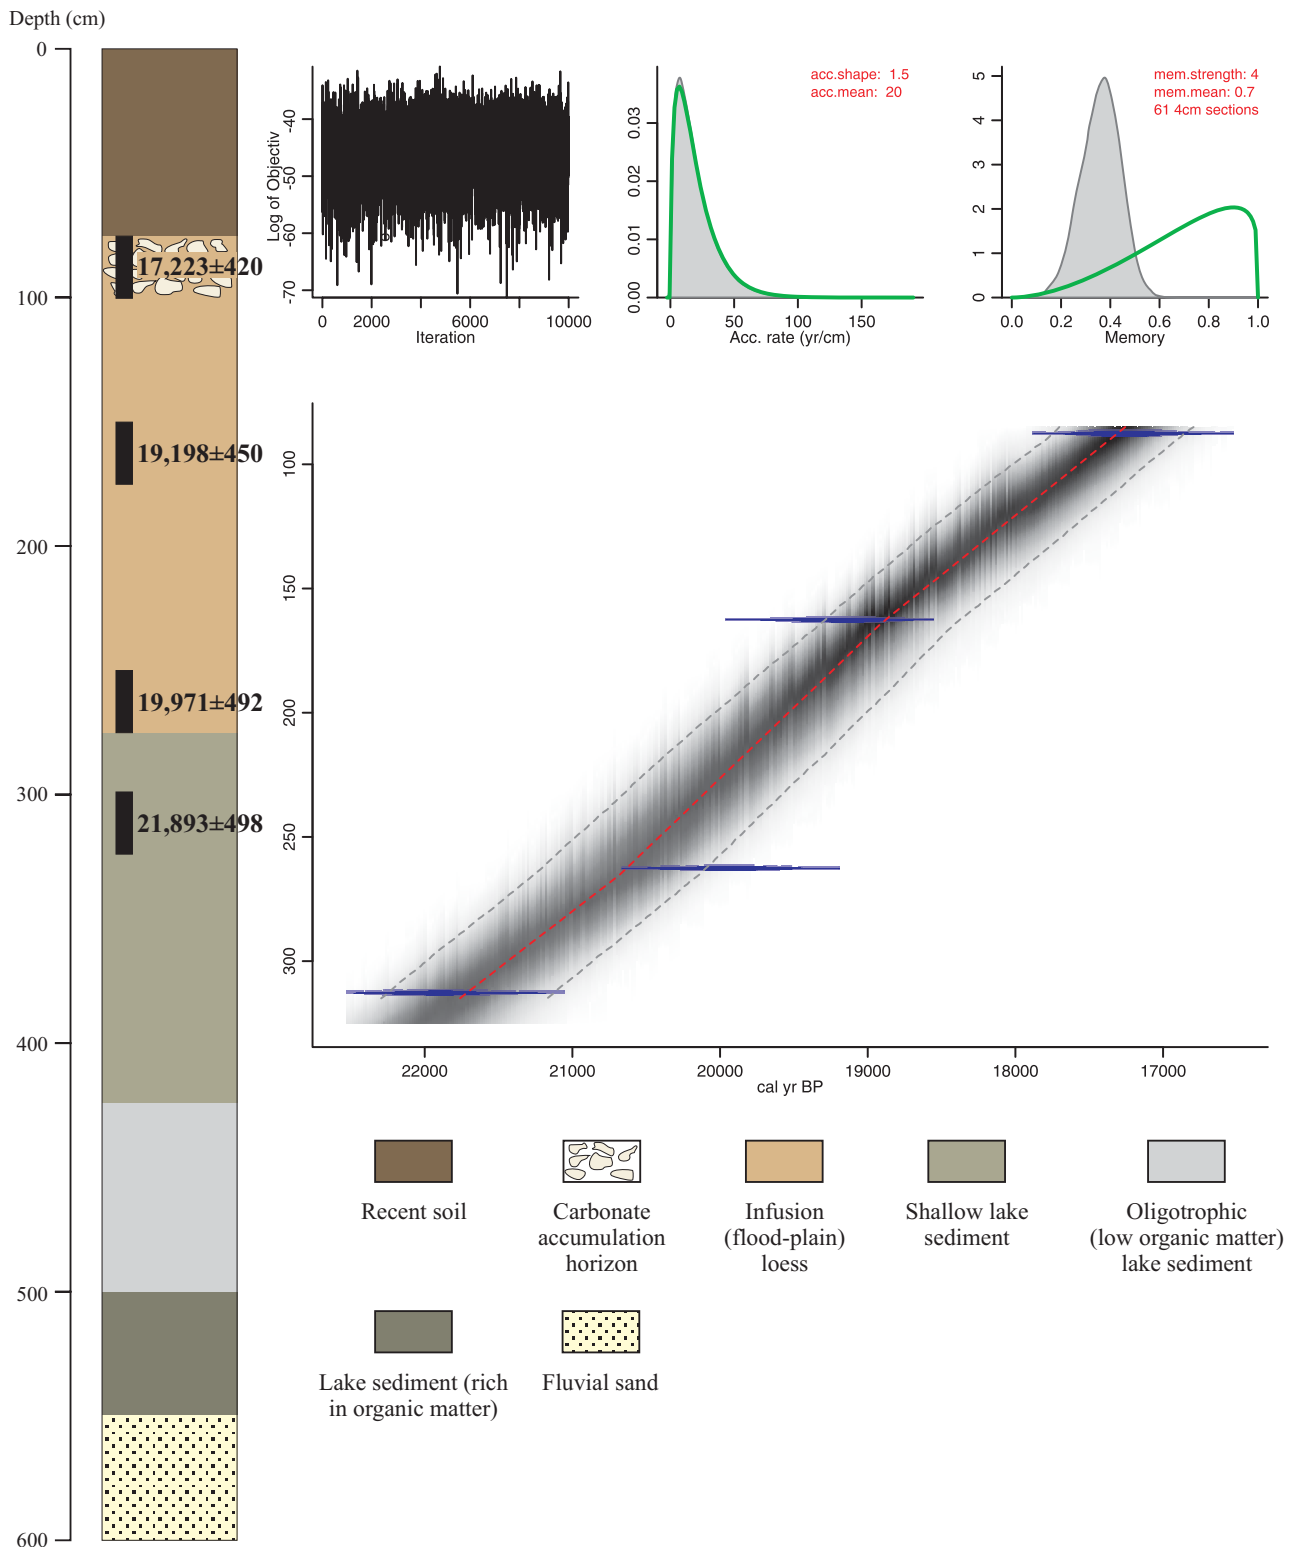 Depth (cm)
0
100
200
300
400
500
600
17,223±420
19,198±450
19,971±492
21,893±498
Log of Objectiv
-40
-50
-60
-70
0
2000
6000
10000
Iteration
acc.shape: 1.5
acc.mean: 20
0.00
0.01
0.02
0.03
0
50
100
150
Acc. rate (yr/cm)
mem.strength: 4
mem.mean: 0.7
61 4cm sections
0
1
2
3
4
5
0.0
0.2
0.4
0.6
0.8
1.0
Memory
100
150
200
250
300
22000
21000
20000
19000
18000
17000
cal yr BP
Recent soil
Carbonate
accumulation
horizon
Infusion
(flood-plain)
loess
Shallow lake
sediment
Oligotrophic
(low organic matter)
lake sediment
Lake sediment (rich
in organic matter)
Fluvial sand